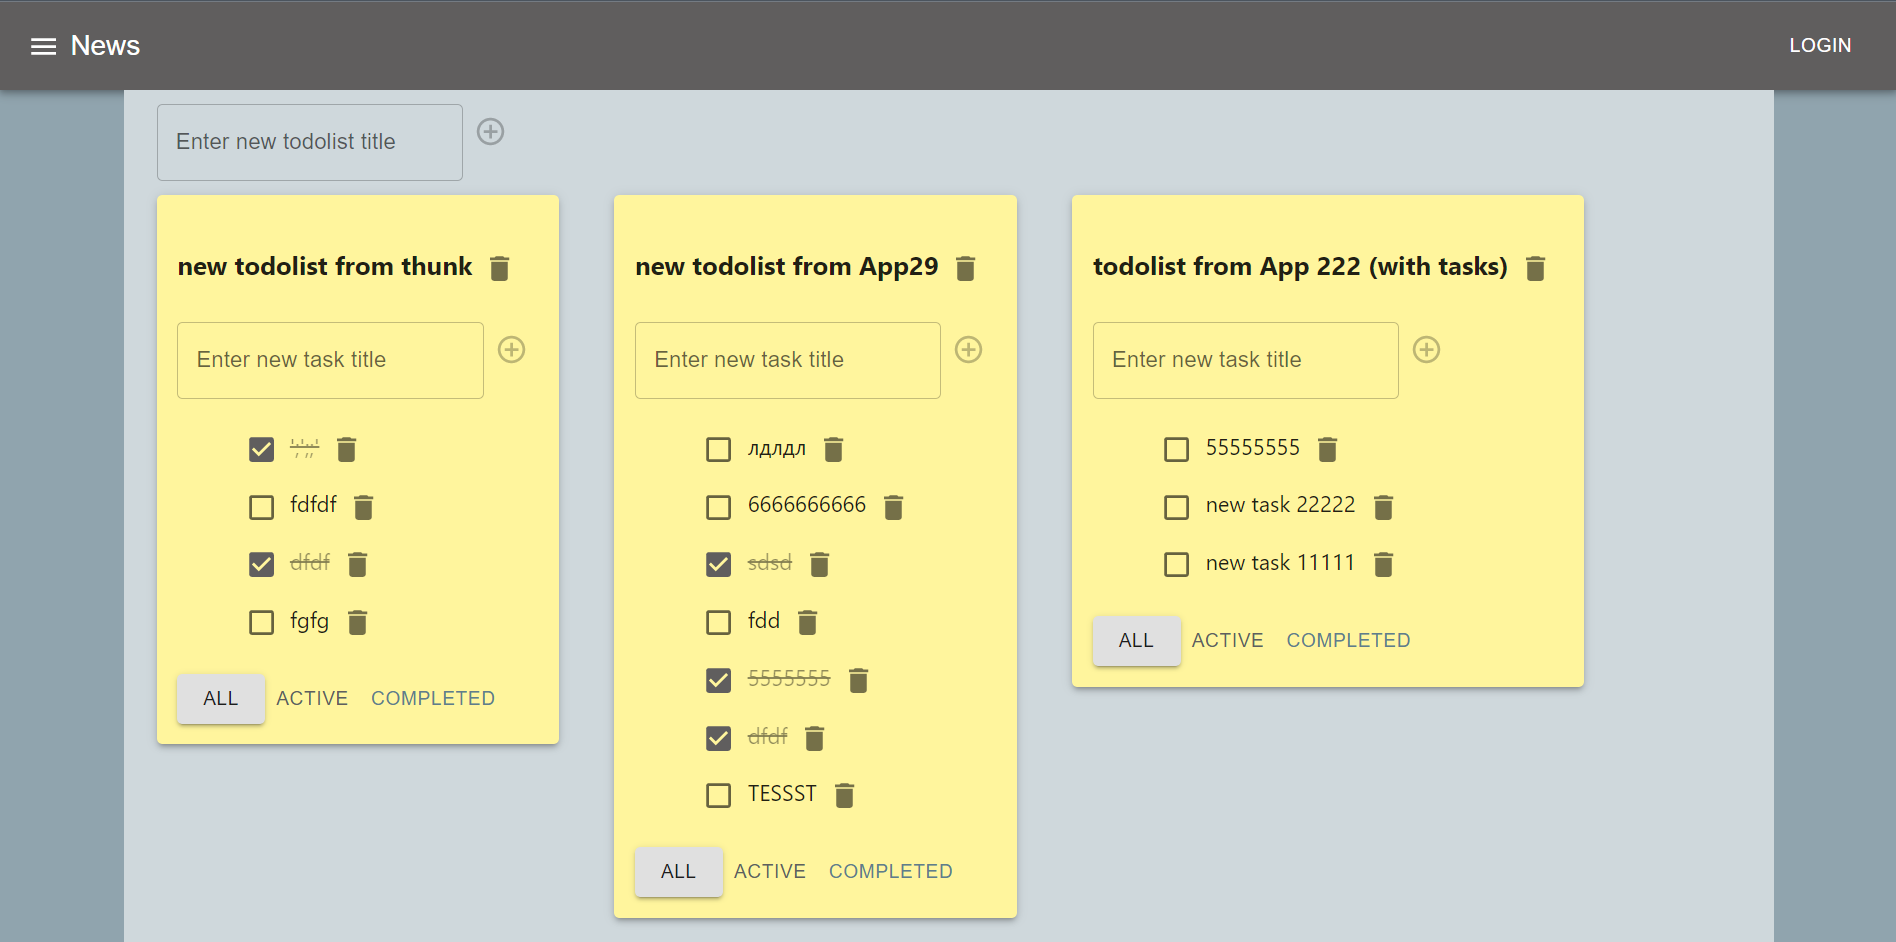 News
LOGIN
Enter new todolist title
new todolist from thunk
Enter new task title
fdfdf
dfdf
fgfg
ALL ACTIVE COMPLETED
new todolist from App29
Enter new task title
лдлдл
6666666666
sdsd
fdd
5555555
dfdf
TESSST
ALL ACTIVE COMPLETED
todolist from App 222 (with tasks)
Enter new task title
55555555
new task 22222
new task 11111
ALL ACTIVE COMPLETED